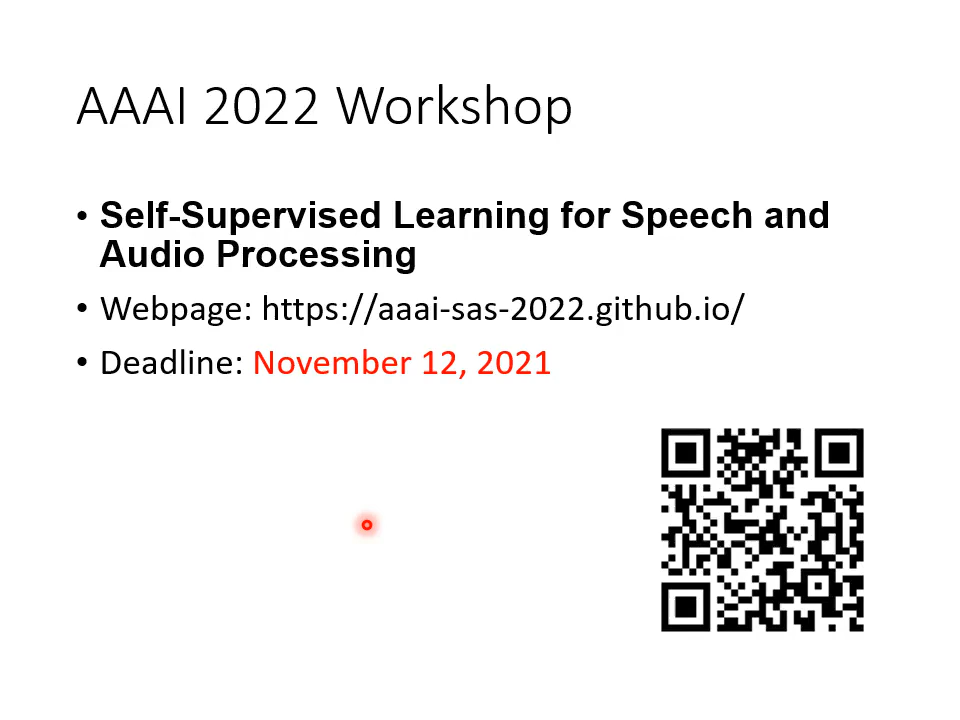 AAAI 2022 Workshop
• Self-Supervised Learning for Speech and
Audio Processing
• Webpage: https://aaai-sas-2022.github.io/
• Deadline: November 12, 2021